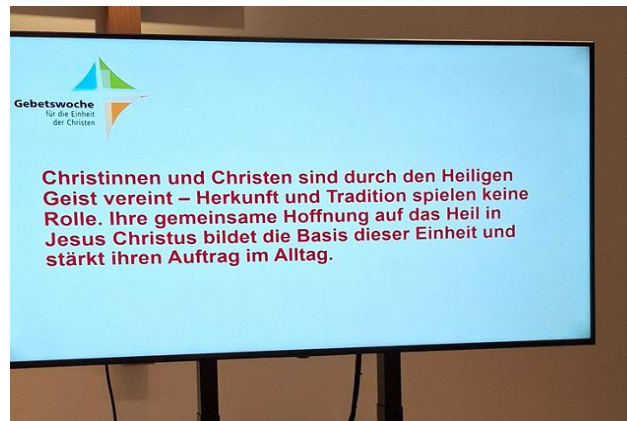 Gebetswoche
für die Einheit
der Christen
Christinnen und Christen sind durch den Heiligen
Geist vereint – Herkunft und Tradition spielen keine
Rolle. Ihre gemeinsame Hoffnung auf das Heil in
Jesus Christus bildet die Basis dieser Einheit und
stärkt ihren Auftrag im Alltag.